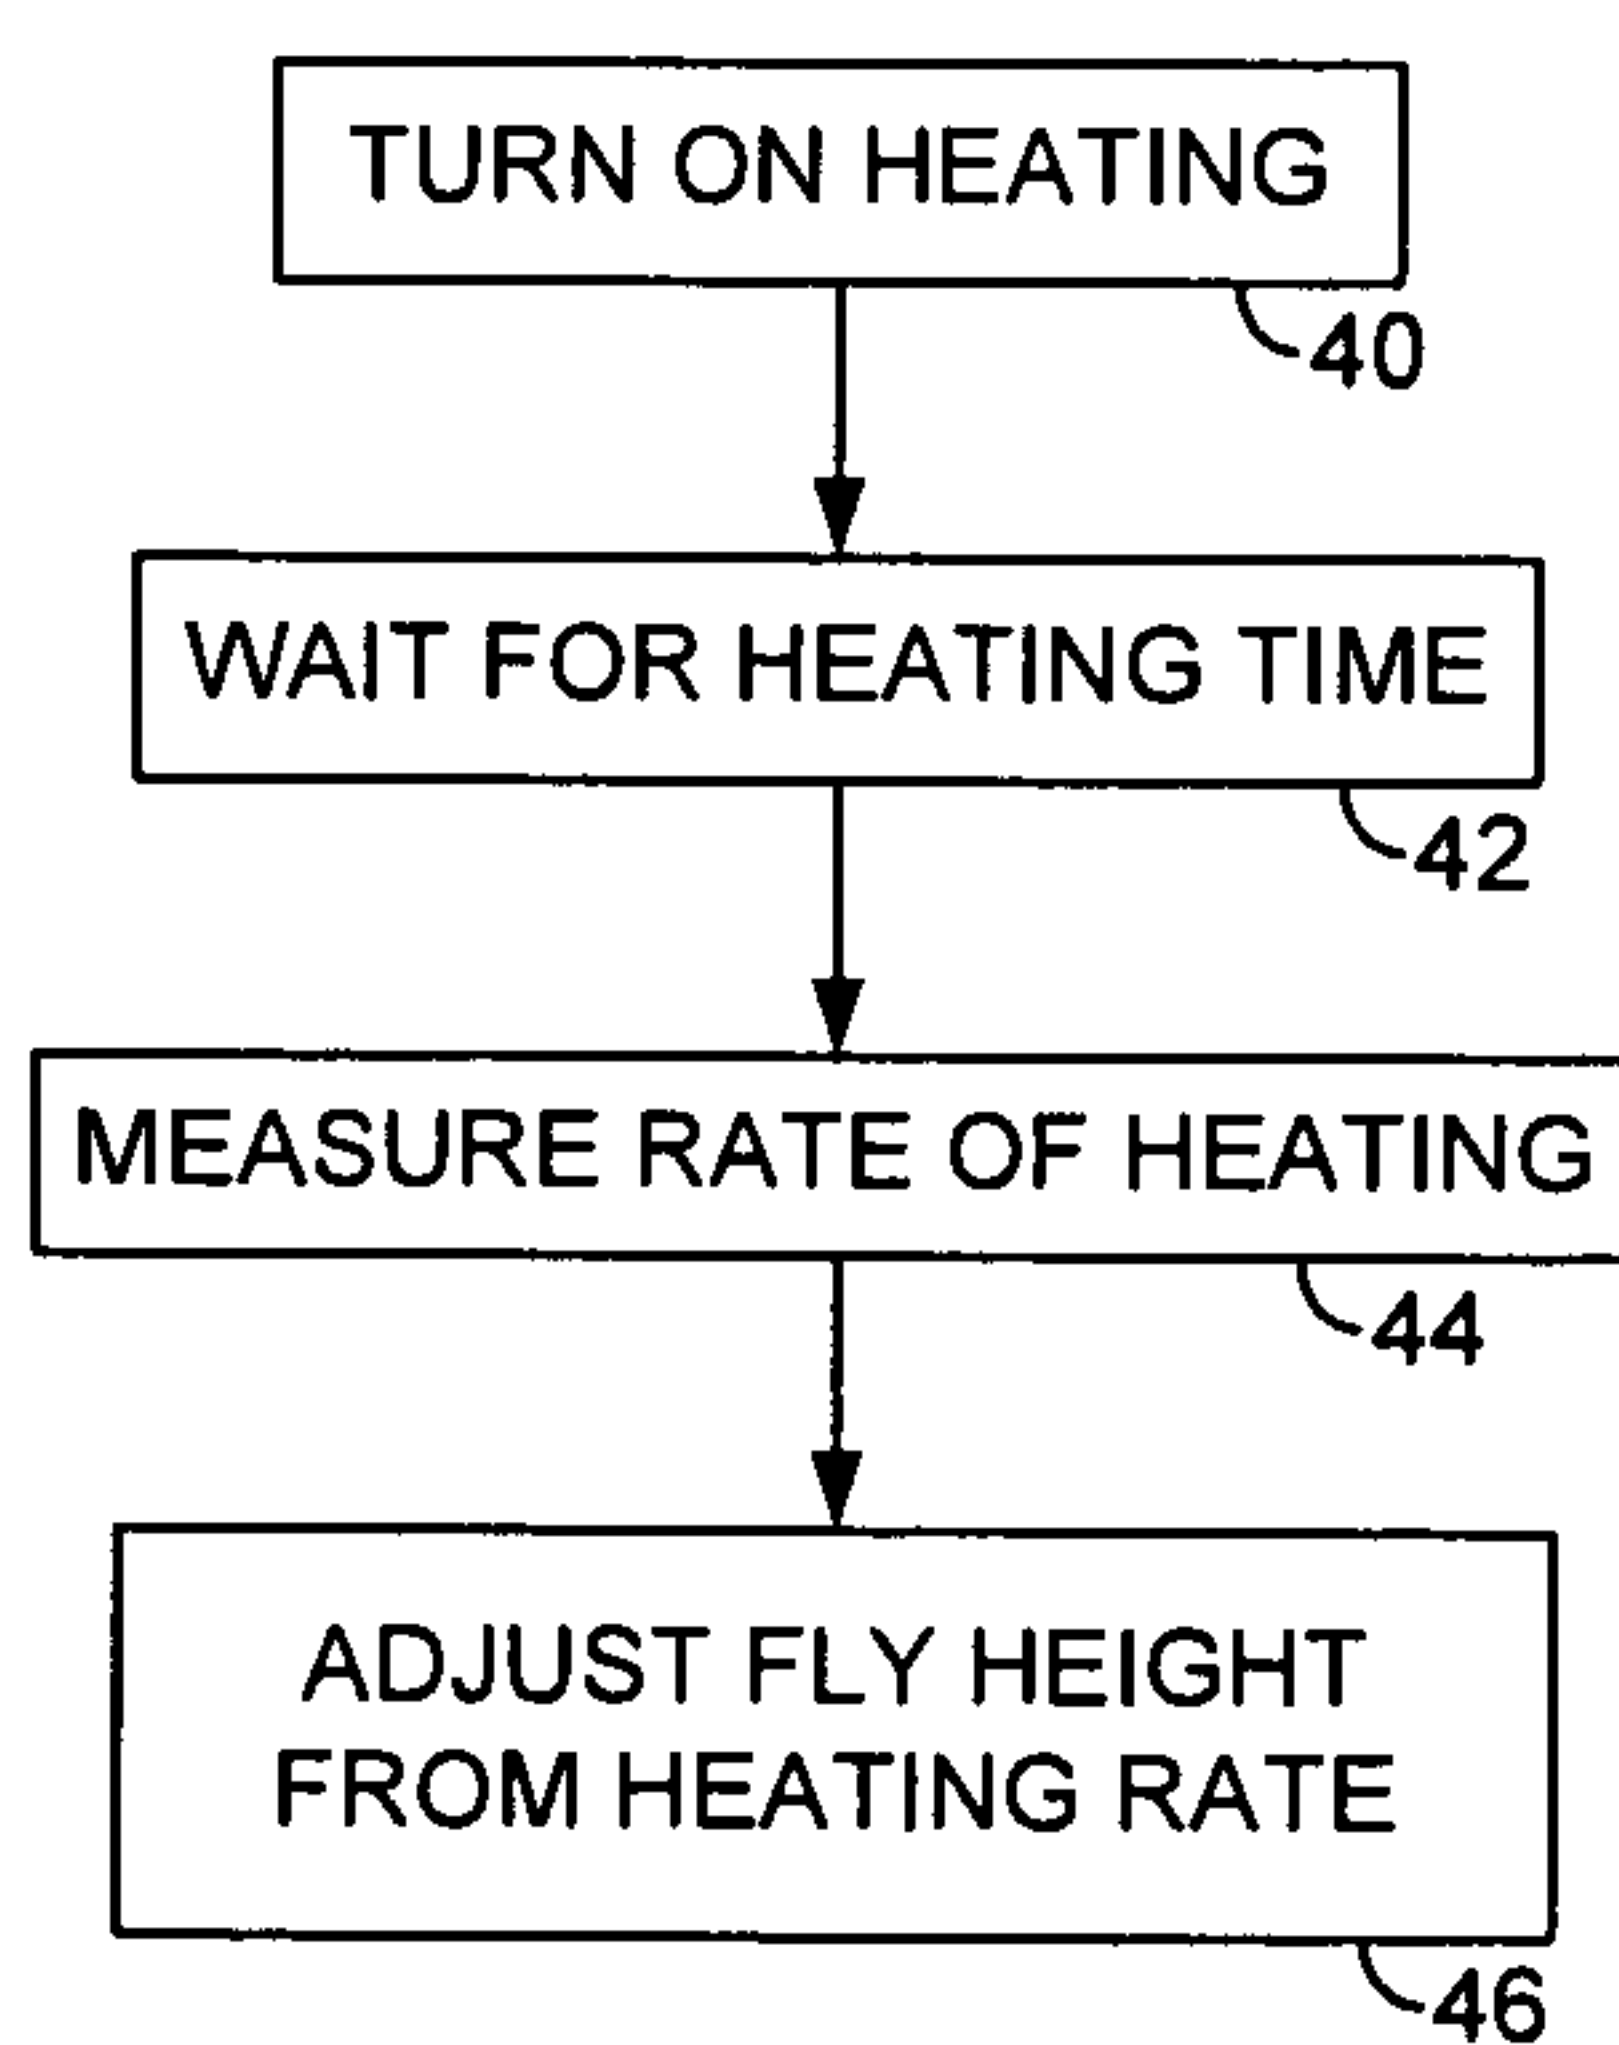 TURN ON HEATING
40
WAIT FOR HEATING TIME
42
MEASURE RATE OF HEATING
44
ADJUST FLY HEIGHT
FROM HEATING RATE
46